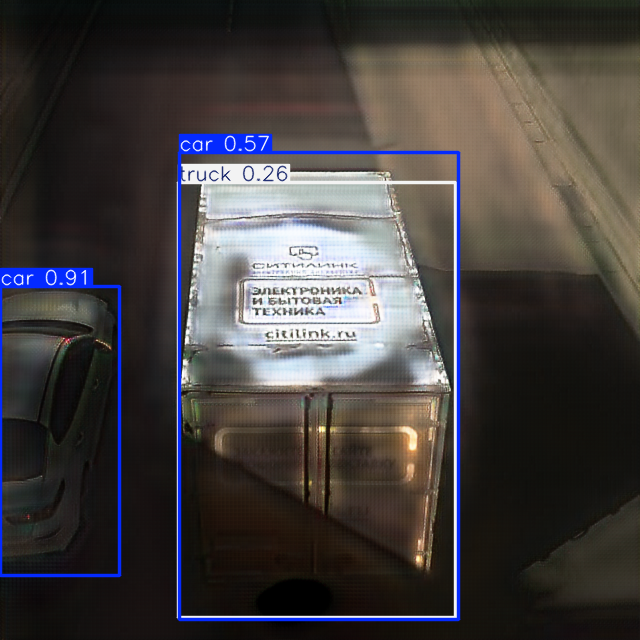 car 0.57
truck 0.26
car 0.91
СИТИЛИНК
ЭЛЕКТРОНИКА
И БЫТОВАЯ
ТЕХНИКА
citilink.ru